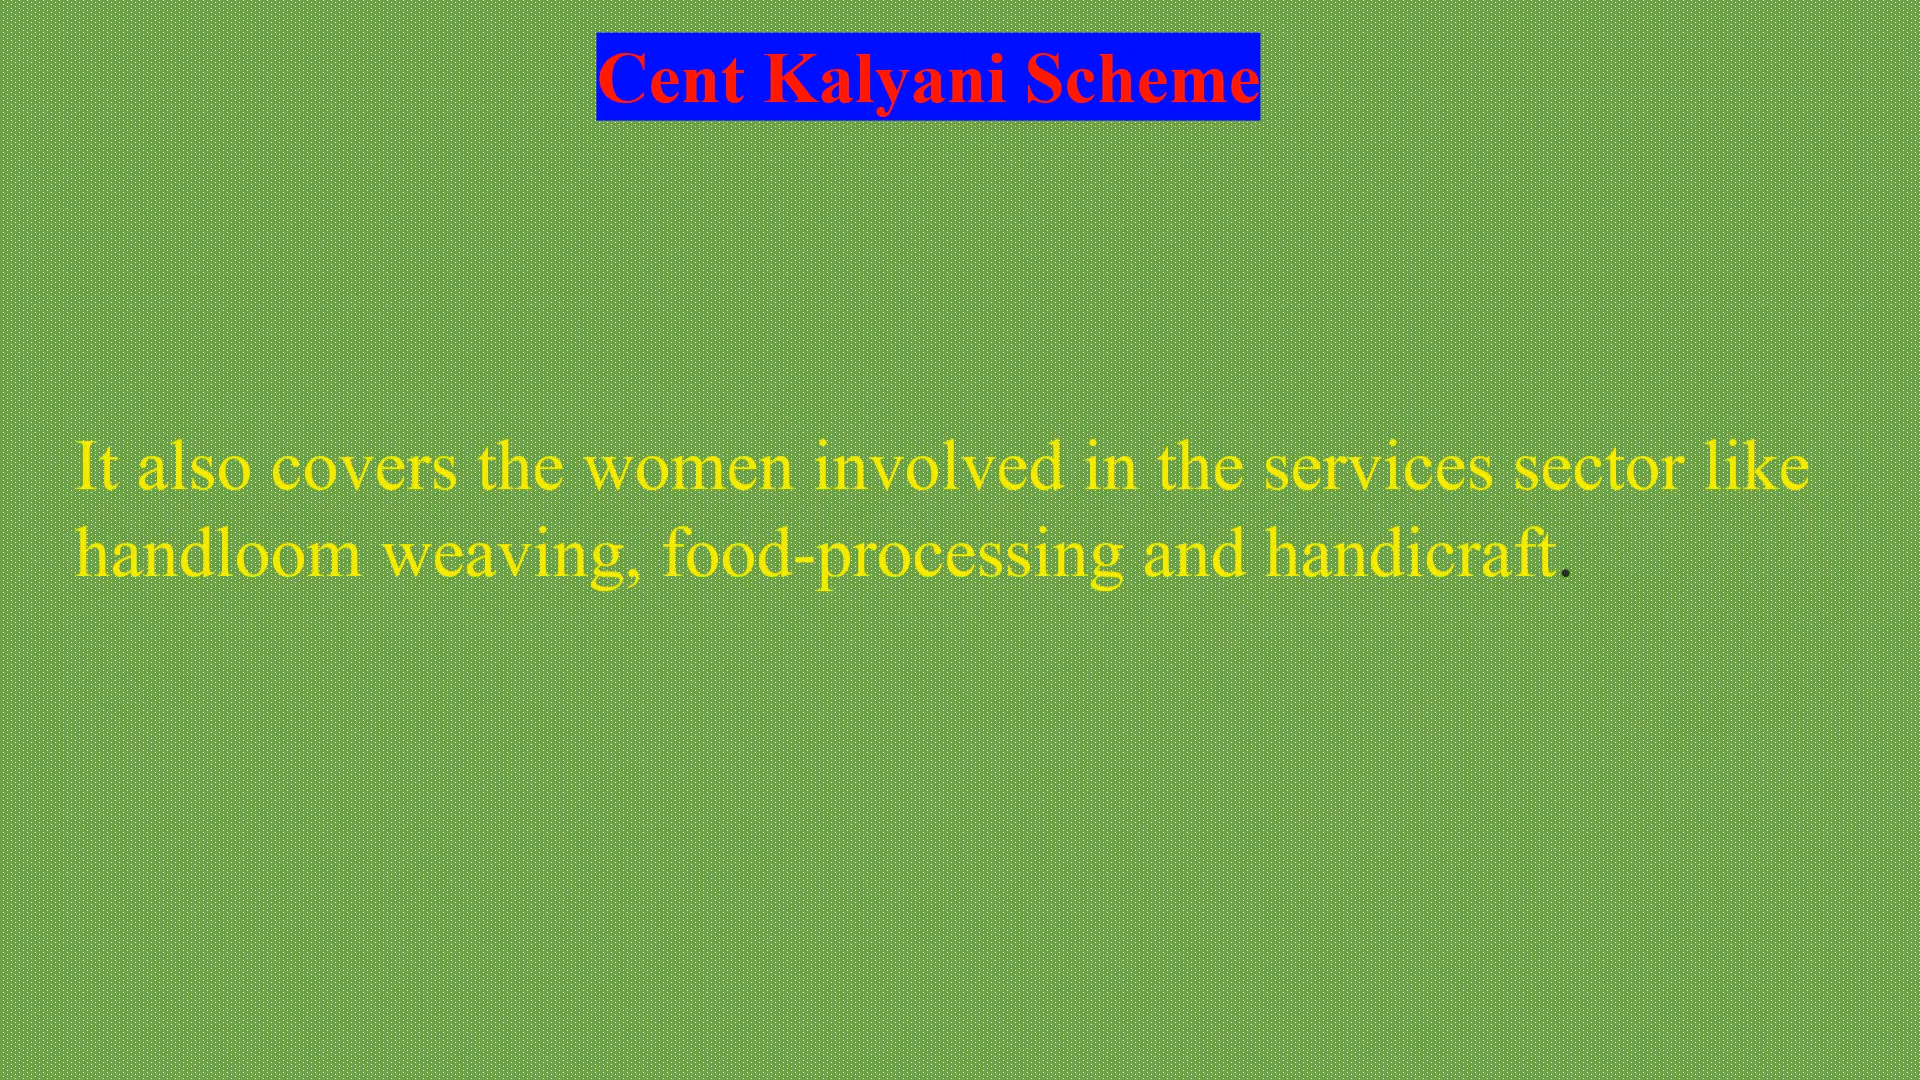 Cent Kalyani Scheme
It also covers the women involved in the services sector like
handloom weaving, food-processing and handicraft.